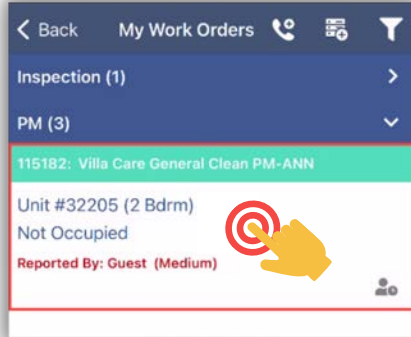 Back My Work Orders
Inspection (1)
PM (3)
115182: Villa Care General Clean PM-ANN
Unit #32205 (2 Bdrm)
Not Occupied
Reported By: Guest (Medium)